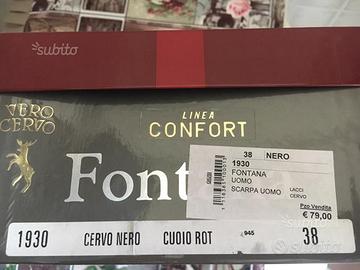 subito
VERO
CERVO
LINEA
CONFORT
Font
38 NERO
1930
FONTANA
UOMO
SCARPA UOMO
LACCI
CERVO
Pzo Vendita
€ 79,00
1930 CERVO NERO CUOIO ROT 945 38
subito